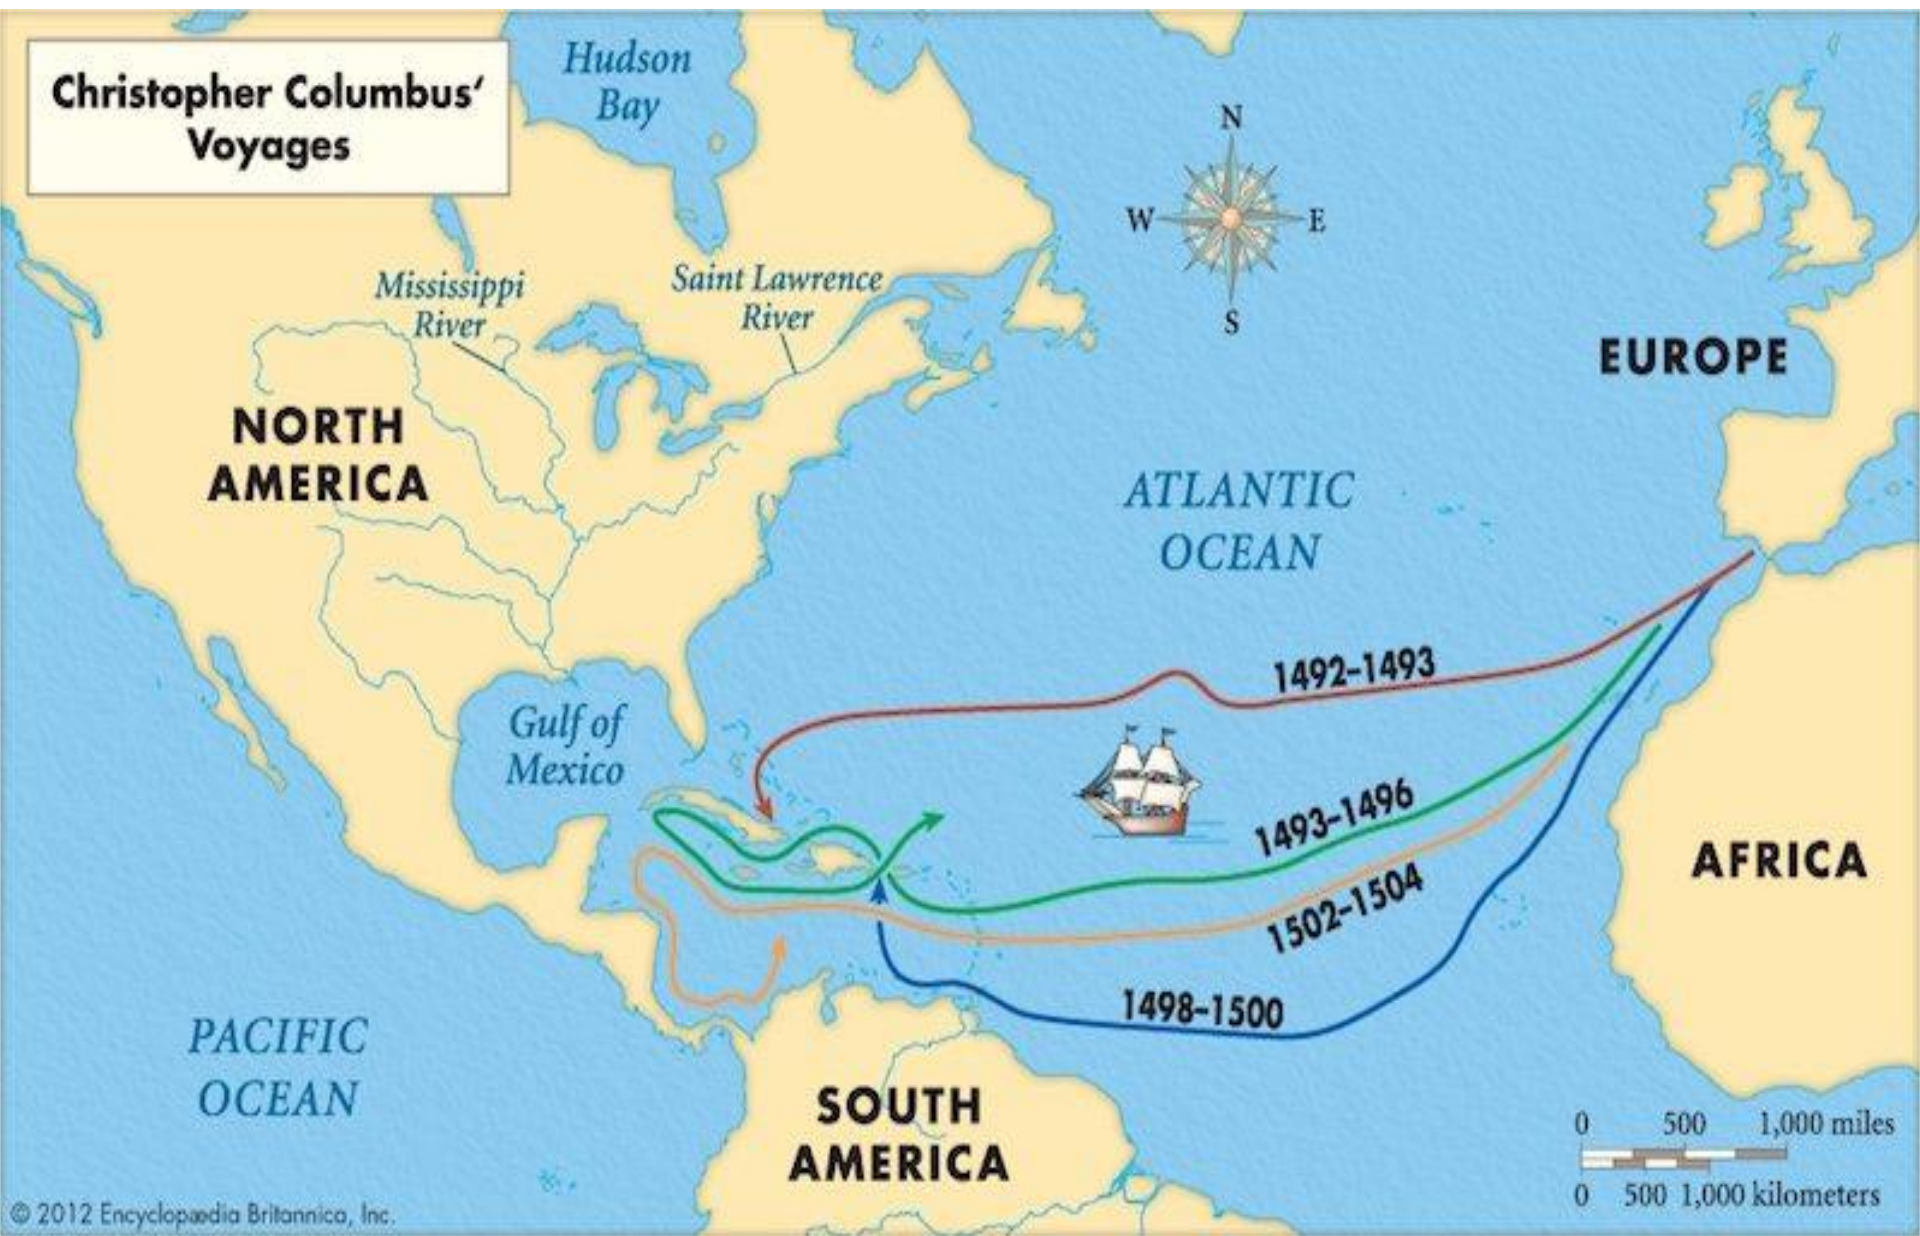 Christopher Columbus’
Voyages
Hudson
Bay
N
W
E
S
Mississippi
River
Saint Lawrence
River
EUROPE
NORTH
AMERICA
ATLANTIC
OCEAN
1492–1493
Gulf of
Mexico
1493–1496
AFRICA
1502–1504
1498–1500
PACIFIC
OCEAN
SOUTH
AMERICA
0 500 1,000 miles
0 500 1,000 kilometers
© 2012 Encyclopædia Britannica, Inc.